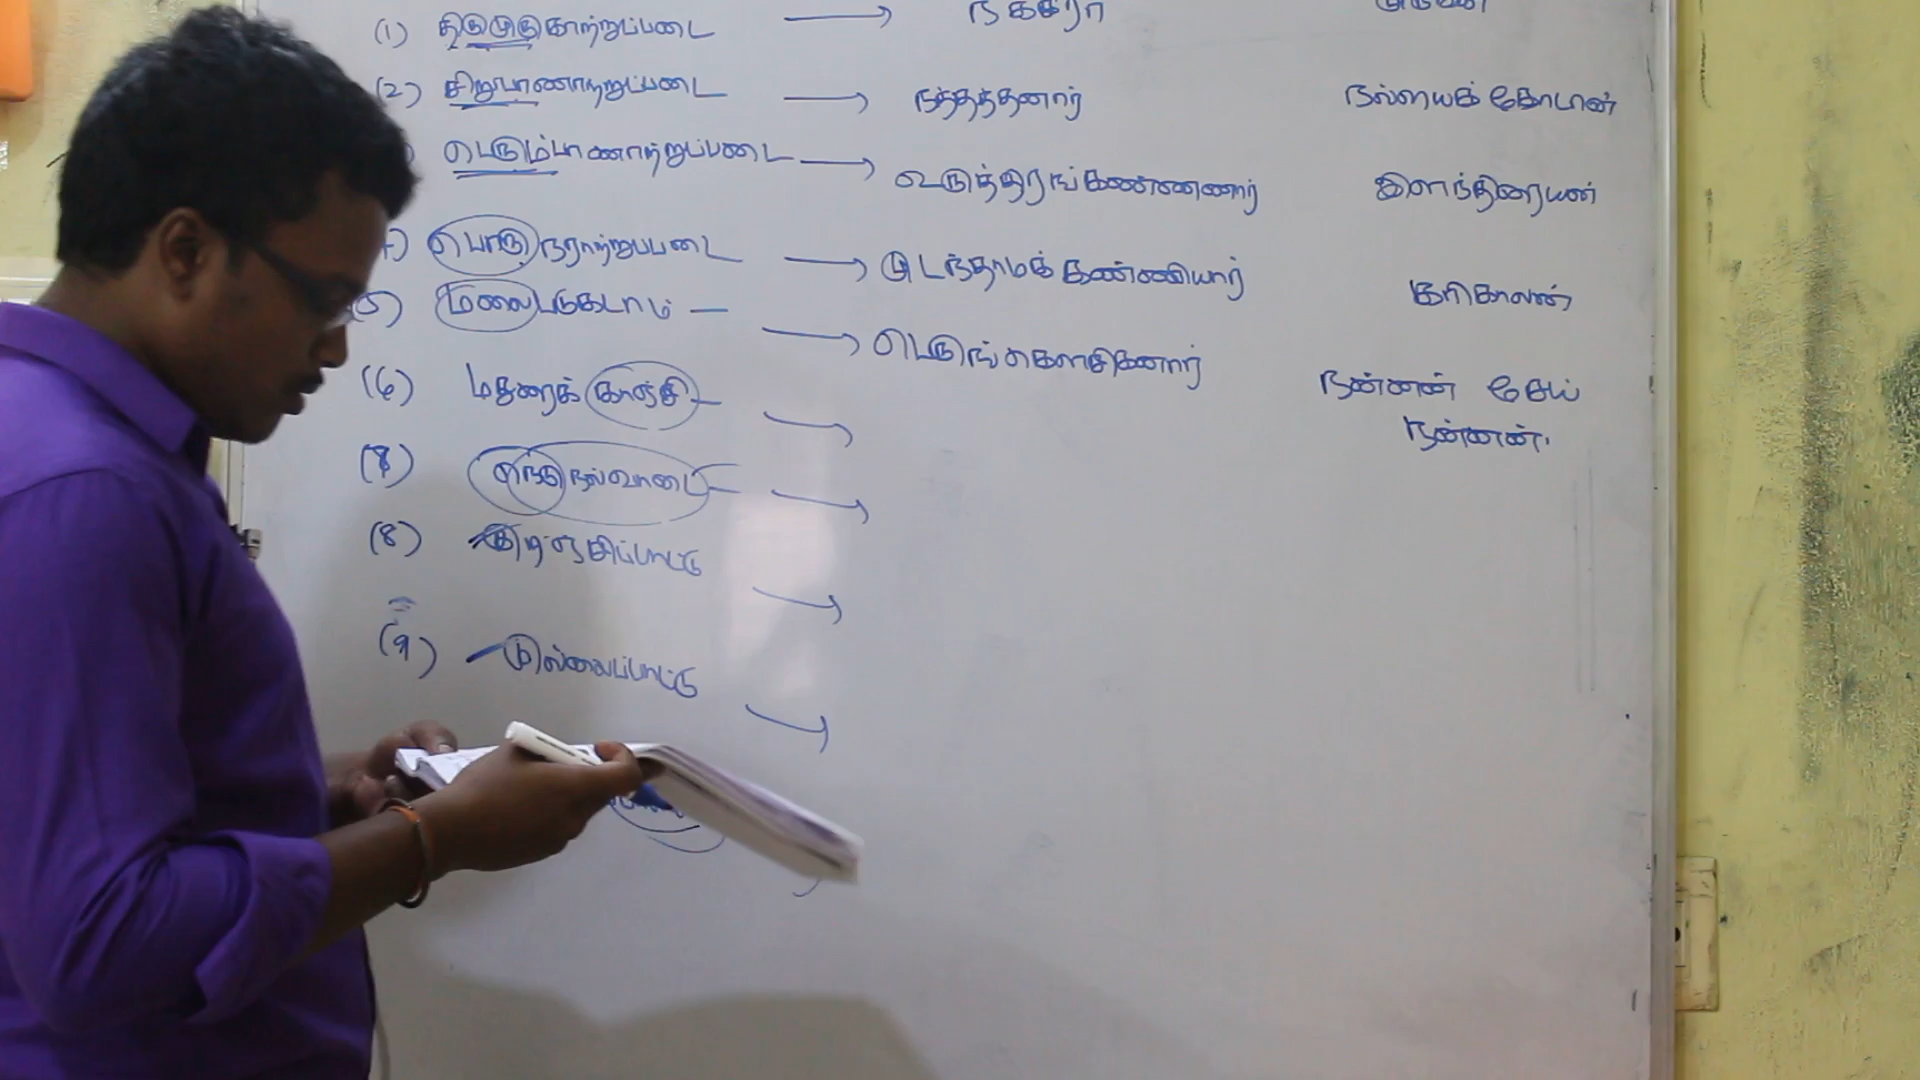 (1) திருமுருகாற்றுப்படை → நக்கீரர் முருகன்
(2) சிறுபாணாற்றுப்படை → நத்தத்தனார் நல்லியக் கோடான்
பெரும்பாணாற்றுப்படை → உருத்திரங்கண்ணனார் இளந்திரையன்
பொருநராற்றுப்படை → முடத்தாமக் கண்ணியார் கரிகாலன்
(5) மலைபடுகடாம் → பெருங்கௌசிகனார் நன்னன் சேய்
நன்னன்.
(6) மதுரைக் காஞ்சி →
(7) நெடுநல்வாடை →
(8) குறிஞ்சிப்பாட்டு →
(9) முல்லைப்பாட்டு →